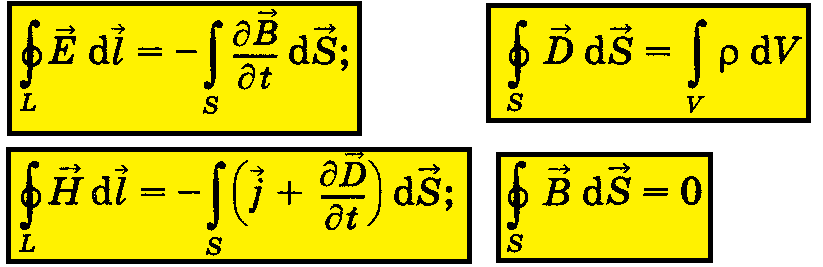 ∮_L E⃗ dl⃗ = −∫_S ∂B⃗/∂t dS⃗;
∮_S D⃗ dS⃗ = ∫_V ρ dV
∮_L H⃗ dl⃗ = −∫_S (j⃗ + ∂D⃗/∂t) dS⃗;
∮_S B⃗ dS⃗ = 0